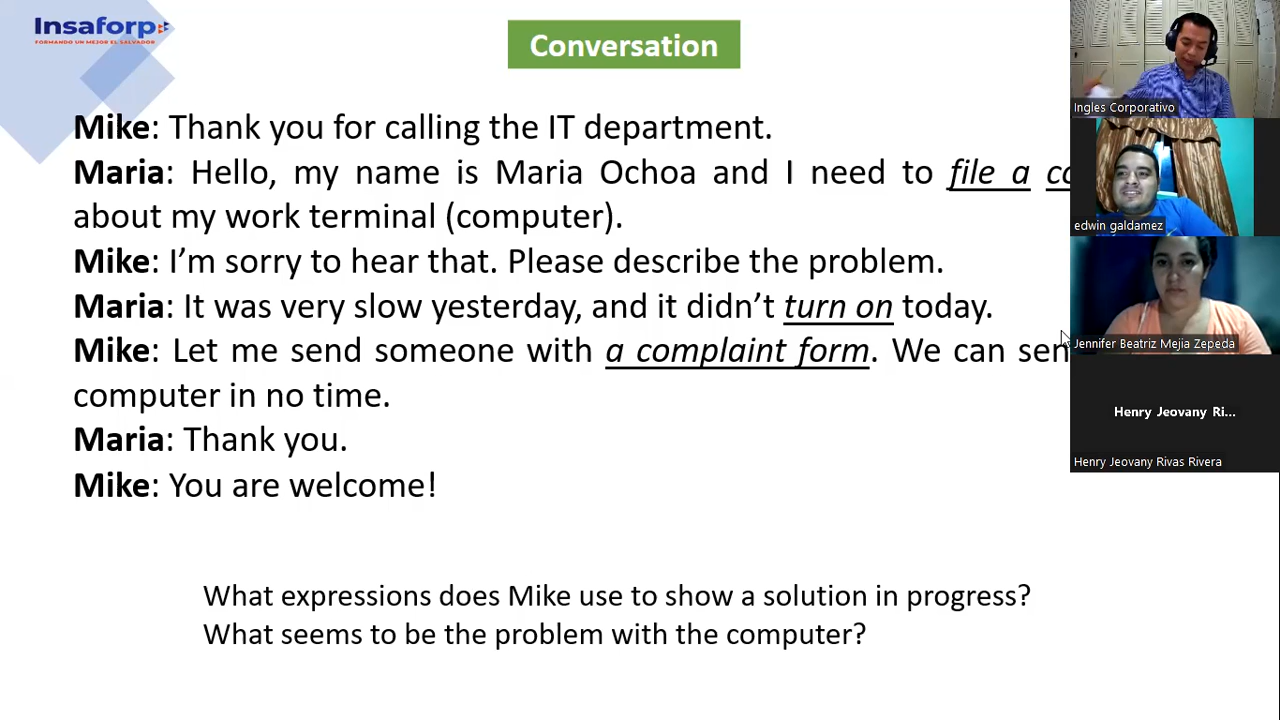 Insaforp
FORMANDO UN MEJOR EL SALVADOR
Conversation
Mike: Thank you for calling the IT department.
Maria: Hello, my name is Maria Ochoa and I need to file a
about my work terminal (computer).
Mike: I’m sorry to hear that. Please describe the problem.
Maria: It was very slow yesterday, and it didn’t turn on today.
Mike: Let me send someone with a complaint form. We can
computer in no time.
Maria: Thank you.
Mike: You are welcome!
What expressions does Mike use to show a solution in progress?
What seems to be the problem with the computer?
Ingles Corporativo
edwin galdamez
Jennifer Beatriz Mejia Zepeda
Henry Jeovany Ri...
Henry Jeovany Rivas Rivera